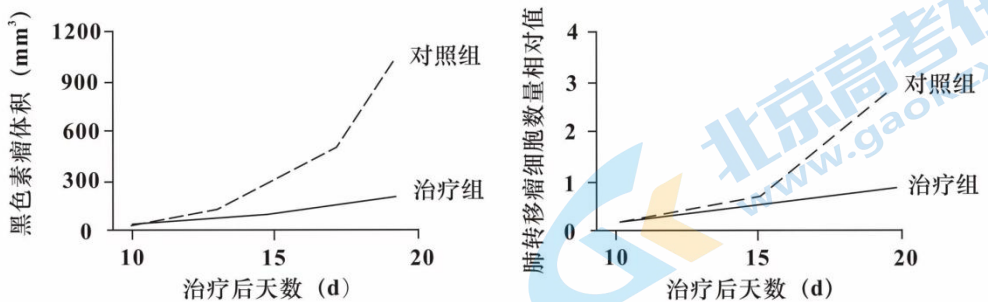 黑色素瘤体积（mm³）
1200
900
600
300
0
10
15
20
治疗后天数（d）
对照组
治疗组
肺转移瘤细胞数量相对值
4
3
2
1
0
10
15
20
治疗后天数（d）
对照组
治疗组
北京高考
www.gaokz